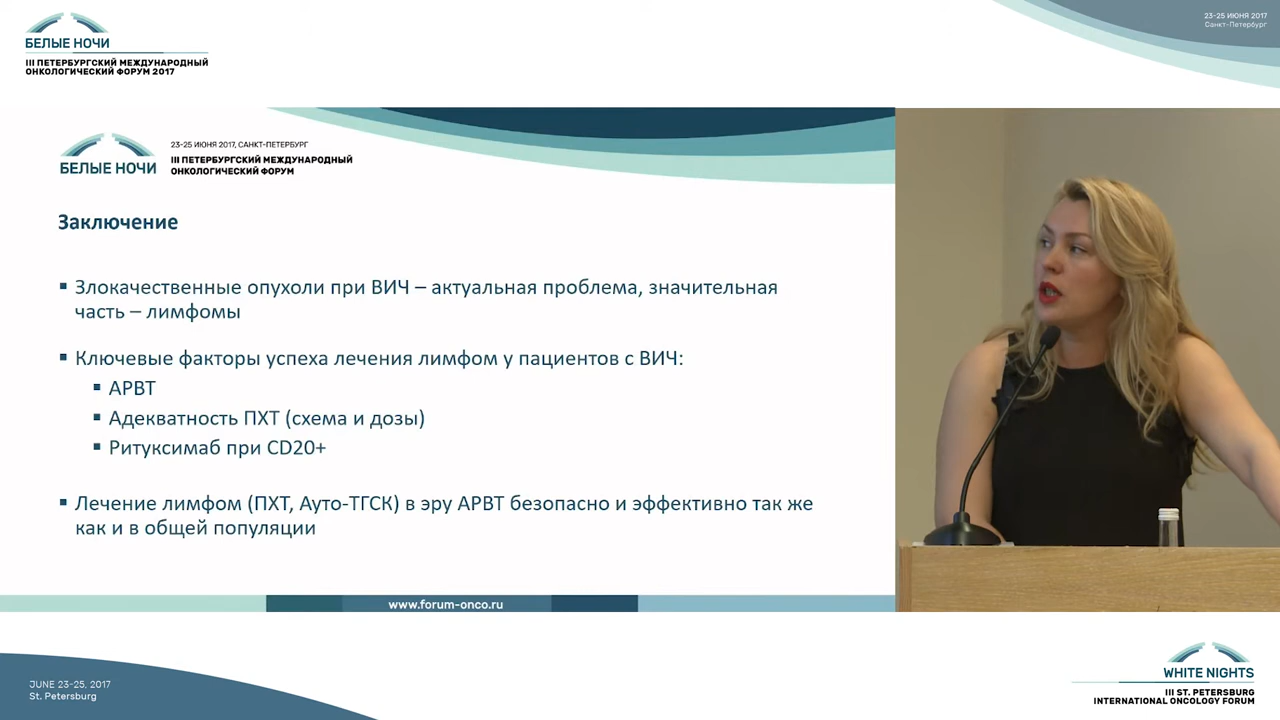 БЕЛЫЕ НОЧИ
III ПЕТЕРБУРГСКИЙ МЕЖДУНАРОДНЫЙ
ОНКОЛОГИЧЕСКИЙ ФОРУМ 2017
23-25 ИЮНЯ 2017
Санкт-Петербург
БЕЛЫЕ НОЧИ
23-25 ИЮНЯ 2017, САНКТ-ПЕТЕРБУРГ
III ПЕТЕРБУРГСКИЙ МЕЖДУНАРОДНЫЙ
ОНКОЛОГИЧЕСКИЙ ФОРУМ
Заключение
▪ Злокачественные опухоли при ВИЧ – актуальная проблема, значительная
часть – лимфомы
▪ Ключевые факторы успеха лечения лимфом у пациентов с ВИЧ:
▪ АРВТ
▪ Адекватность ПХТ (схема и дозы)
▪ Ритуксимаб при CD20+
▪ Лечение лимфом (ПХТ, Ауто-ТГСК) в эру АРВТ безопасно и эффективно так же
как и в общей популяции
www.forum-onco.ru
JUNE 23-25, 2017
St. Petersburg
WHITE NIGHTS
III ST. PETERSBURG
INTERNATIONAL ONCOLOGY FORUM